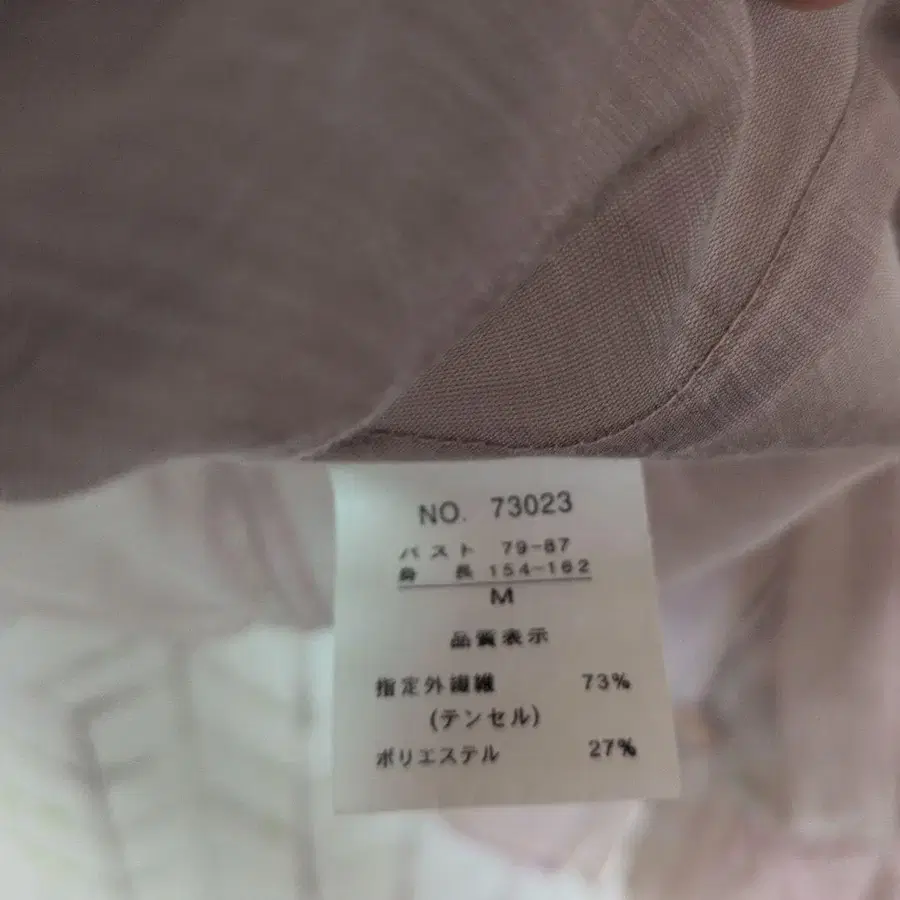 NO. 73023
バスト 79-87
身 長 154-162
M
品質表示
指定外繊維 73%
(テンセル)
ポリエステル 27%